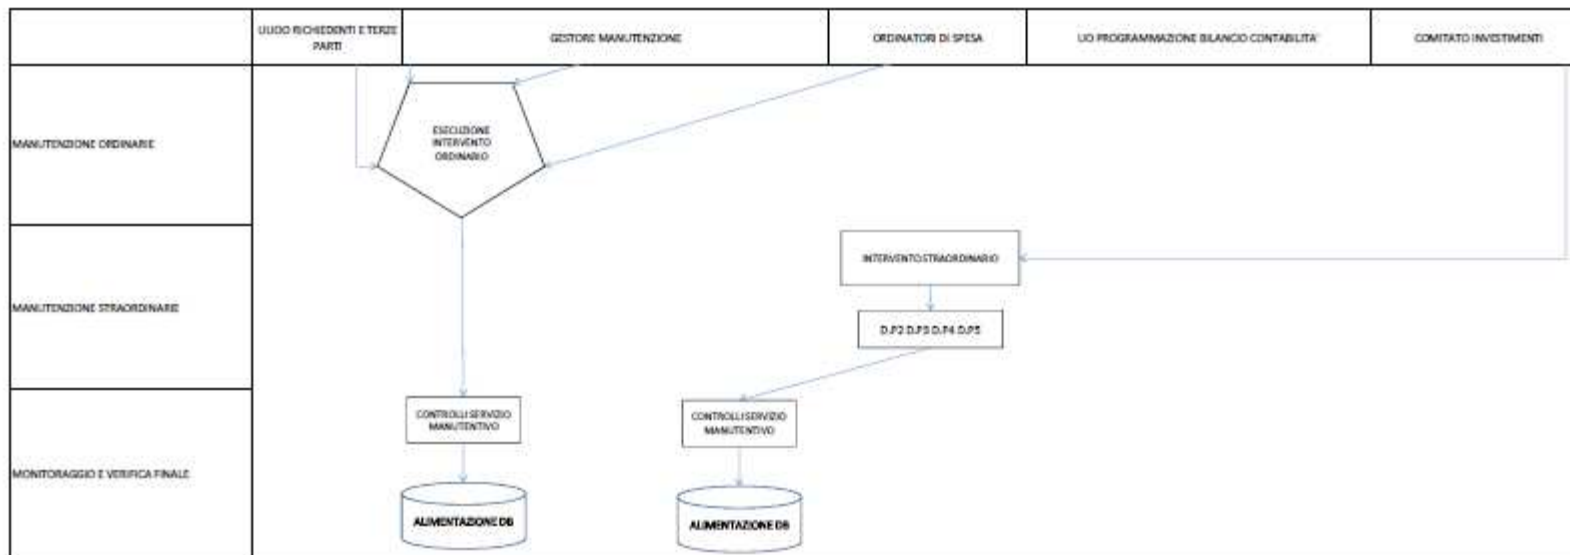 UU.OO RICHIEDENTI E TERZE
PARTI
GESTORE MANUTENZIONE
ORDINATORI DI SPESA
UO PROGRAMMAZIONE BILANCIO CONTABILITA'
COMITATO INVESTIMENTI
MANUTENZIONE ORDINARIE
ESECUZIONE
INTERVENTO
ORDINARIO
MANUTENZIONE STRAORDINARIE
INTERVENTO STRAORDINARIO
D.P2 D.P3 D.P4 D.P5
MONITORAGGIO E VERIFICA FINALE
CONTROLLI SERVIZIO
MANUTENTIVO
ALIMENTAZIONE DB
CONTROLLI SERVIZIO
MANUTENTIVO
ALIMENTAZIONE DB